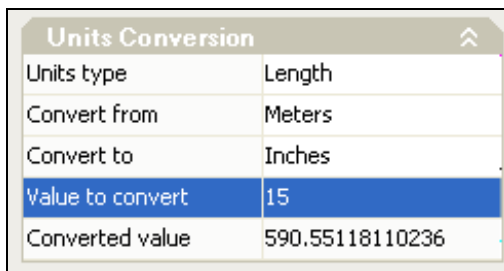 Units Conversion
Units type Length
Convert from Meters
Convert to Inches
Value to convert 15
Converted value 590.55118110236